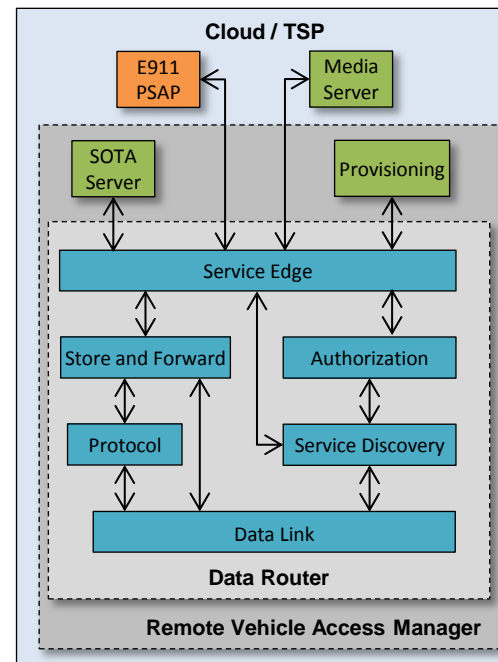 Cloud / TSP
E911
PSAP
Media
Server
SOTA
Server
Provisioning
Service Edge
Store and Forward
Authorization
Protocol
Service Discovery
Data Link
Data Router
Remote Vehicle Access Manager